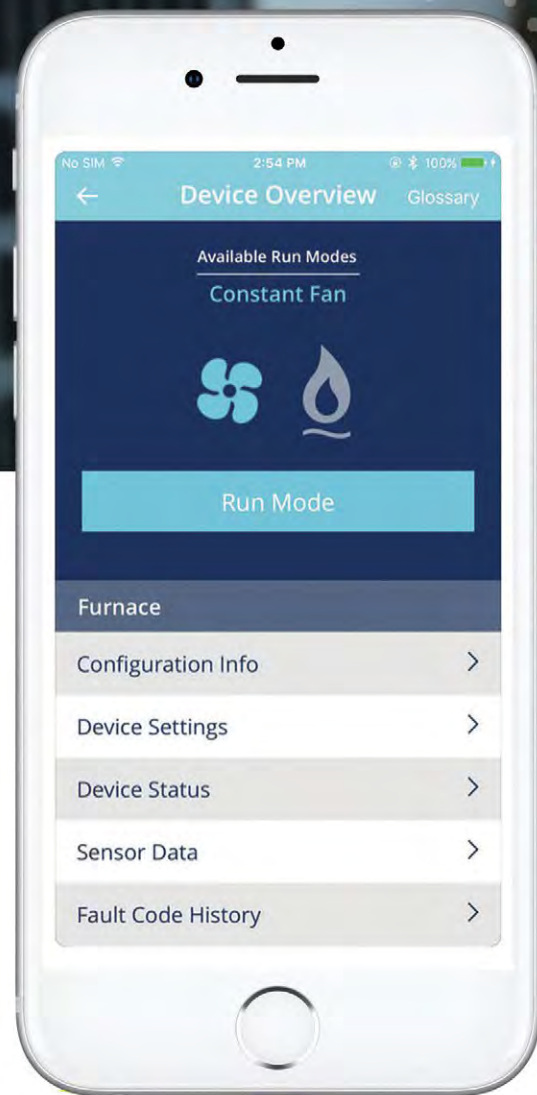 No SIM 2:54 PM 100%
Device Overview Glossary
Available Run Modes
Constant Fan
Run Mode
Furnace
Configuration Info
Device Settings
Device Status
Sensor Data
Fault Code History